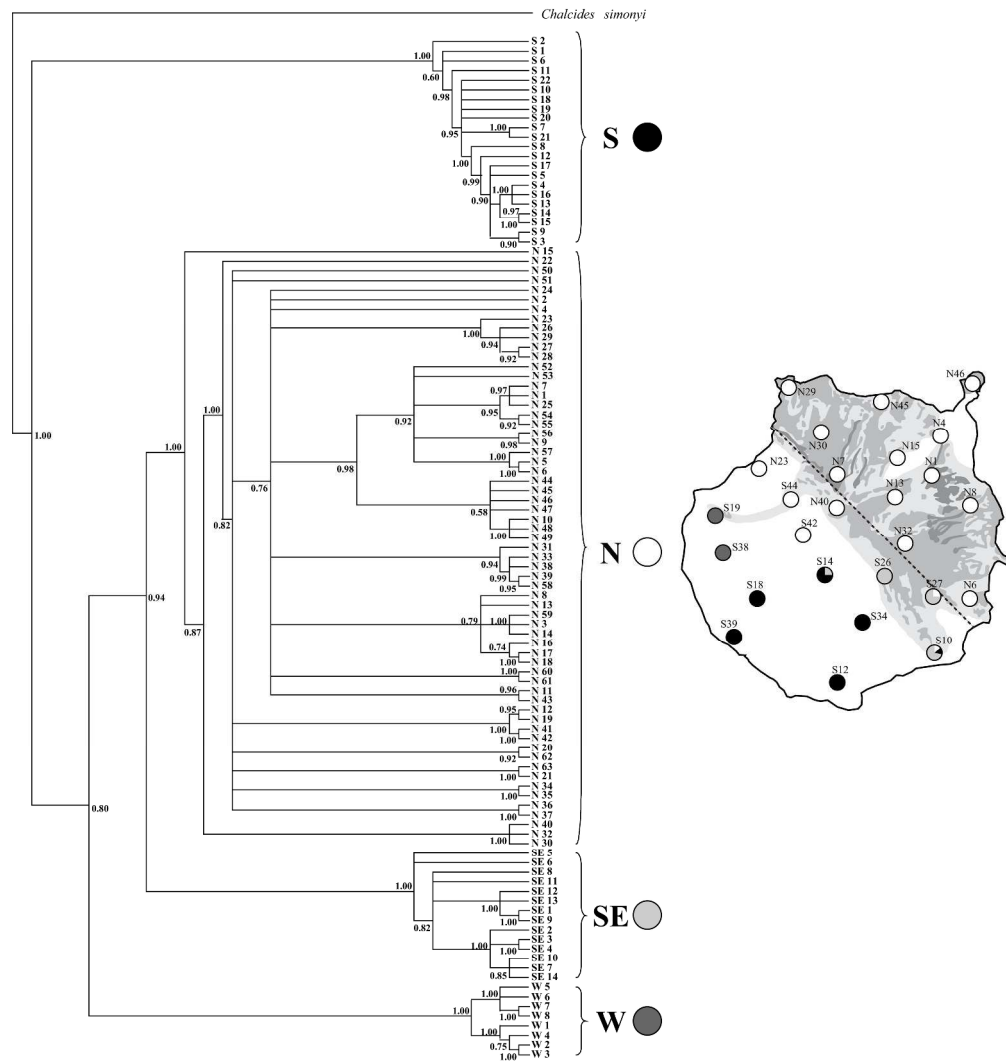 Chalcides simonyi
S 2
S 1
1.00
S 6
0.60
S 11
S 22
0.98
S 10
S 18
S 19
S 20
0.95
S 7
1.00
S 21
S 8
S 12
1.00
S 17
S 5
0.99
S 4
1.00
S 16
0.90
S 13
S 14
0.97
S 15
1.00
S 9
S 3
0.90
S
N 15
N 22
N 50
N 51
N 24
N 2
N 4
N 23
N 26
1.00
N 29
0.94
N 27
N 28
0.92
N 52
N 53
N 7
0.97
N 1
N 25
1.00
0.95
N 54
0.92
N 55
0.92
N 56
N 9
0.98
1.00
N 57
1.00
N 5
N 6
1.00
0.98
N 44
0.76
N 45
N 46
N 47
0.58
N 10
N 48
1.00
N 49
0.82
N 31
0.94
N 33
N 38
0.99
N 39
N 58
0.95
N
N 8
0.94
N 13
N 59
0.79
1.00
N 3
0.87
N 14
N 16
0.74
N 17
N 18
1.00
1.00
N 60
N 61
0.96
N 11
N 43
0.95
N 12
N 19
1.00
N 41
N 42
1.00
N 20
N 62
0.92
N 63
N 21
1.00
N 34
N 35
1.00
N 36
N 37
1.00
0.80
N 40
N 32
N 30
1.00
SE 5
SE 6
SE 8
SE 11
1.00
SE 12
SE 13
1.00
SE 1
SE 9
1.00
0.82
SE 2
SE 3
1.00
SE 4
1.00
SE 10
SE 7
0.85
SE 14
SE
W 5
1.00
W 6
W 7
1.00
W 8
1.00
W 1
1.00
W 4
W 2
0.75
W 3
1.00
W
N46
N29
N45
N4
N30
N15
N23
N7
N1
S44
N13
N8
S19
N40
S42
N32
S38
S14
S26
S18
S27
N6
S39
S34
S10
S12
1.00